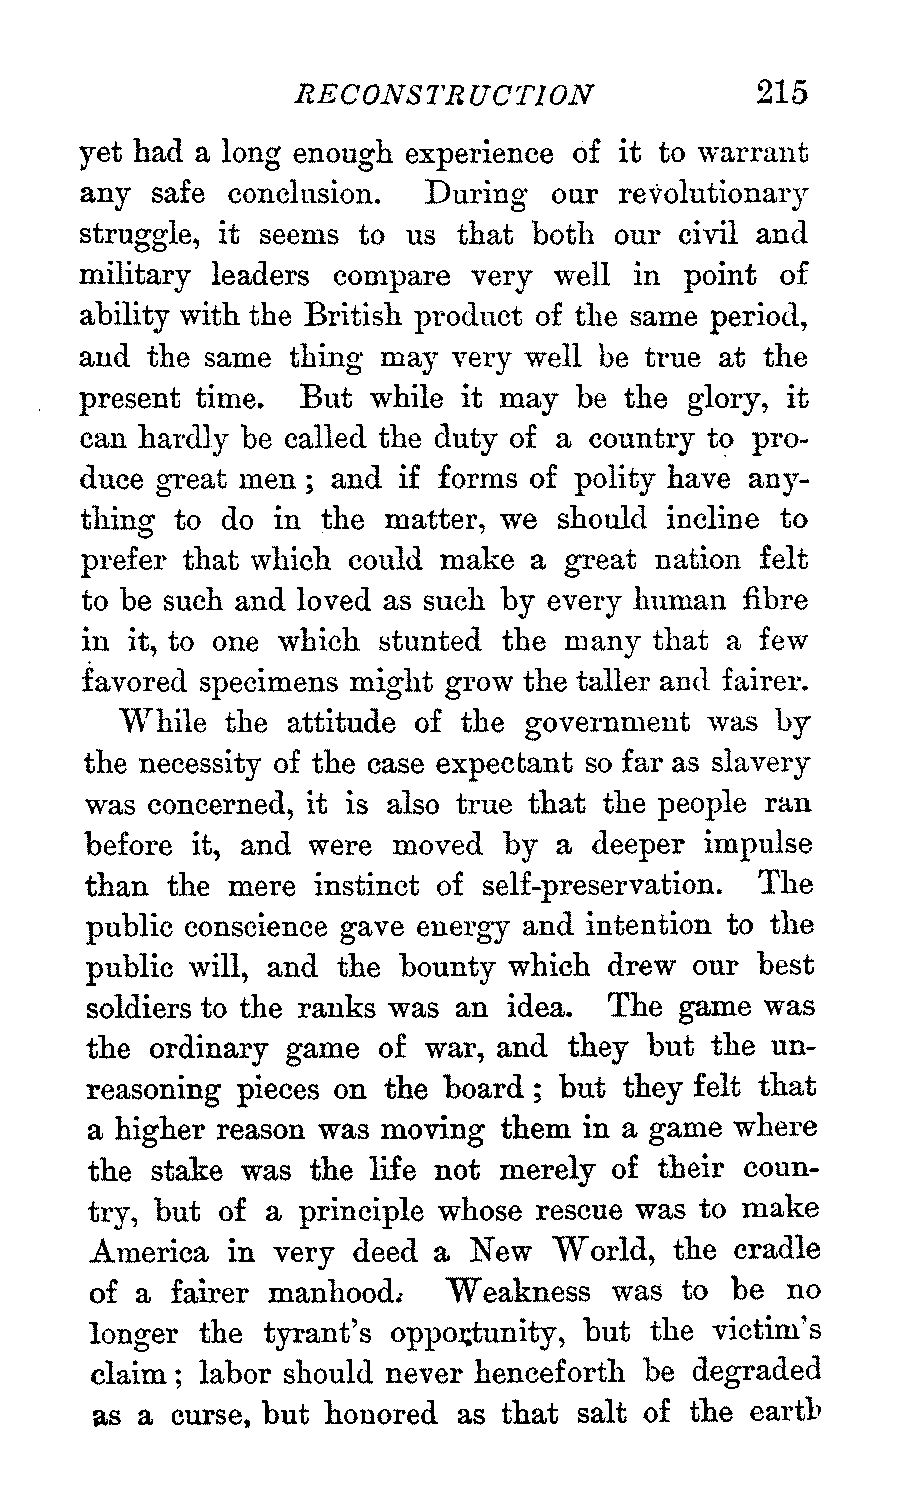 RECONSTRUCTION 215
yet had a long enough experience of it to warrant
any safe conclusion. During our revolutionary
struggle, it seems to us that both our civil and
military leaders compare very well in point of
ability with the British product of the same period,
and the same thing may very well be true at the
present time. But while it may be the glory, it
can hardly be called the duty of a country to pro-
duce great men ; and if forms of polity have any-
thing to do in the matter, we should incline to
prefer that which could make a great nation felt
to be such and loved as such by every human fibre
in it, to one which stunted the many that a few
favored specimens might grow the taller and fairer.
While the attitude of the government was by
the necessity of the case expectant so far as slavery
was concerned, it is also true that the people ran
before it, and were moved by a deeper impulse
than the mere instinct of self-preservation. The
public conscience gave energy and intention to the
public will, and the bounty which drew our best
soldiers to the ranks was an idea. The game was
the ordinary game of war, and they but the un-
reasoning pieces on the board ; but they felt that
a higher reason was moving them in a game where
the stake was the life not merely of their coun-
try, but of a principle whose rescue was to make
America in very deed a New World, the cradle
of a fairer manhood. Weakness was to be no
longer the tyrant's opportunity, but the victim's
claim ; labor should never henceforth be degraded
as a curse, but honored as that salt of the earth